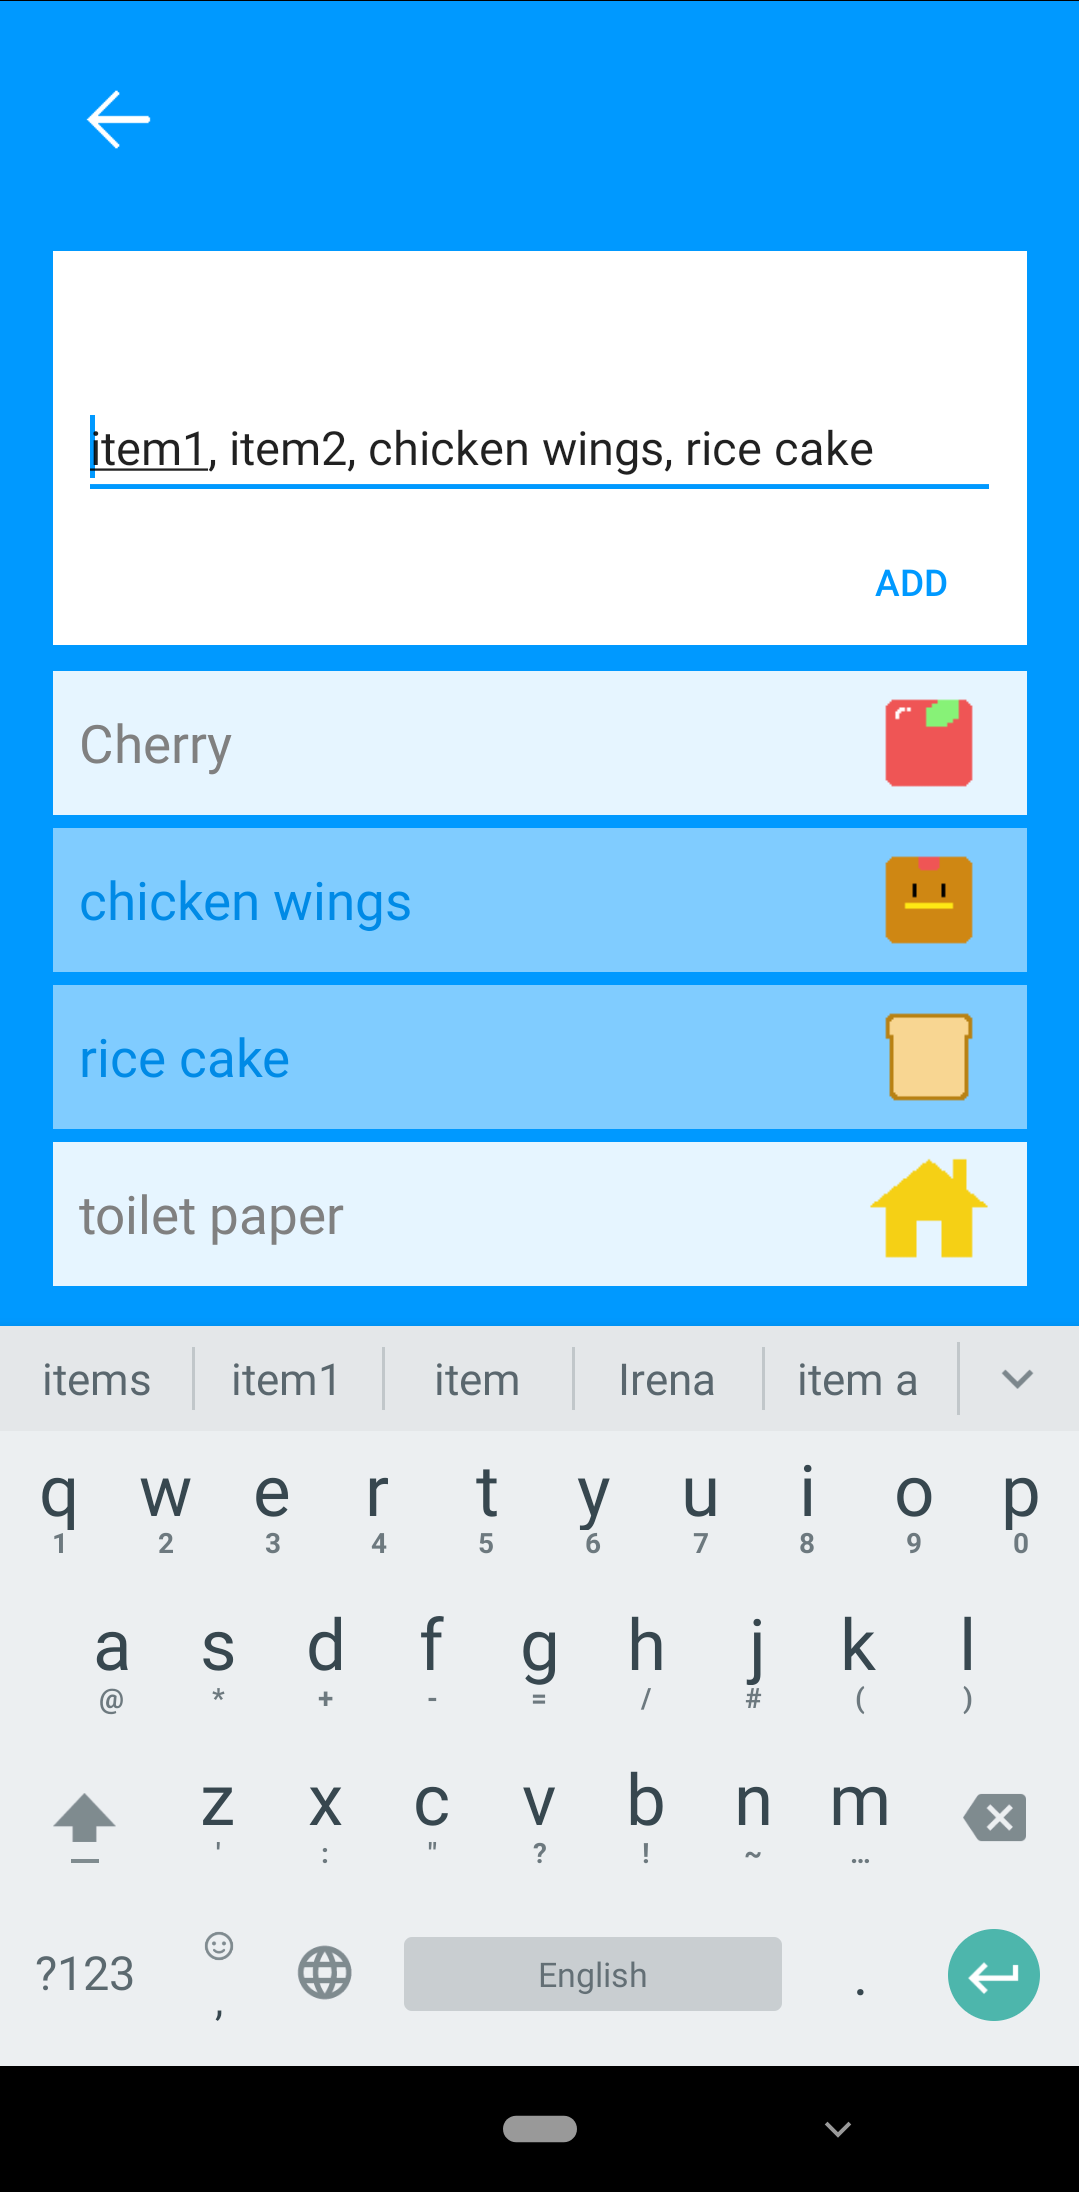 item1, item2, chicken wings, rice cake
ADD
Cherry
chicken wings
rice cake
toilet paper
items item1 item Irena item a
q w e r t y u i o p
1 2 3 4 5 6 7 8 9 0
a s d f g h j k l
@ * + - = / # ( )
z x c v b n m
' : " ? ! ~ …
?123 , English .